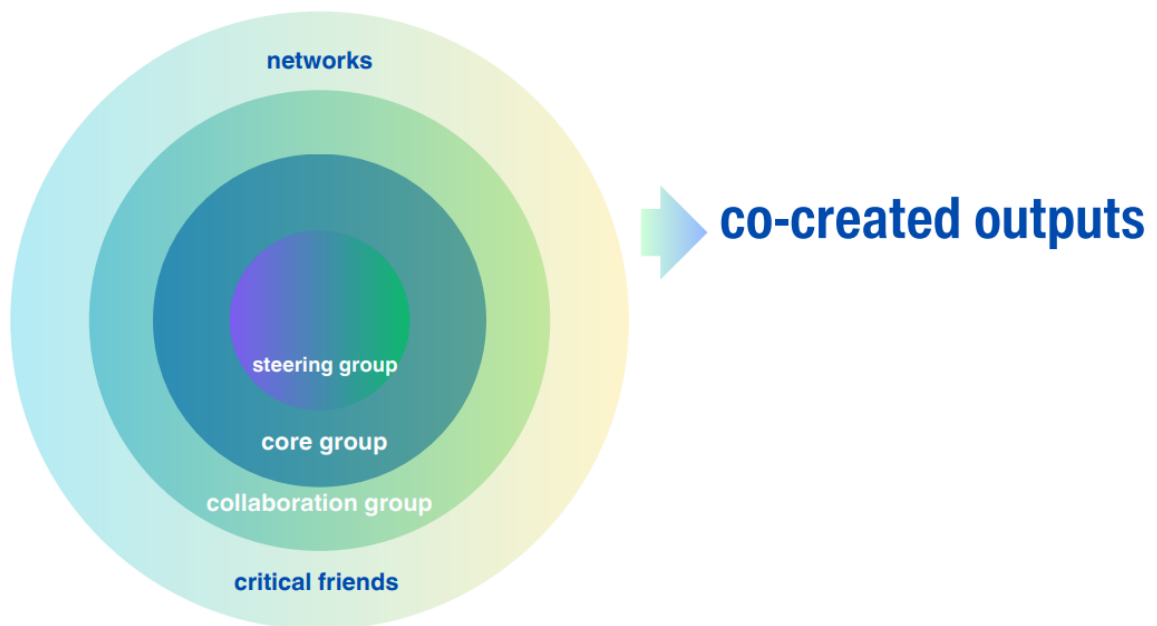 networks
co-created outputs
steering group
core group
collaboration group
critical friends